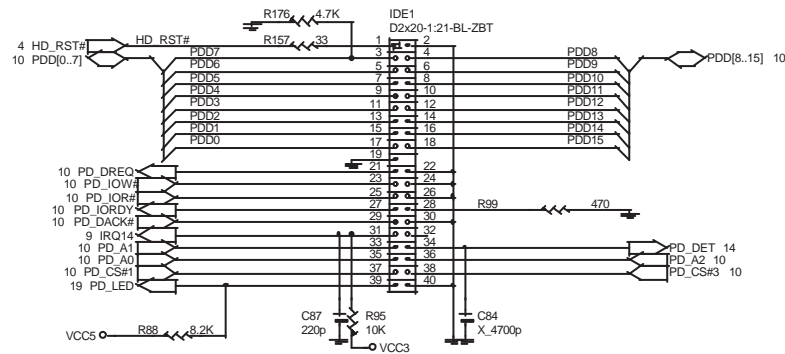 R176 4.7K IDE1
D2x20-1:21-BL-ZBT
4 HD_RST# HD_RST# R157 33 1 2
10 PDD[0..7] PDD7 3 4 PDD8 PDD[8..15] 10
PDD6 5 6 PDD9
PDD5 7 8 PDD10
PDD4 9 10 PDD11
PDD3 11 12 PDD12
PDD2 13 14 PDD13
PDD1 15 16 PDD14
PDD0 17 18 PDD15
19
10 PD_DREQ 21 22
10 PD_IOW# 23 24
10 PD_IOR# 25 26
10 PD_IORDY 27 28 R99 470
10 PD_DACK# 29 30
9 IRQ14 31 32
10 PD_A1 33 34 PD_DET 14
10 PD_A0 35 36 PD_A2 10
10 PD_CS#1 37 38 PD_CS#3 10
19 PD_LED 39 40
C87 R95 C84
220p 10K X_4700p
VCC5 R88 8.2K
VCC3